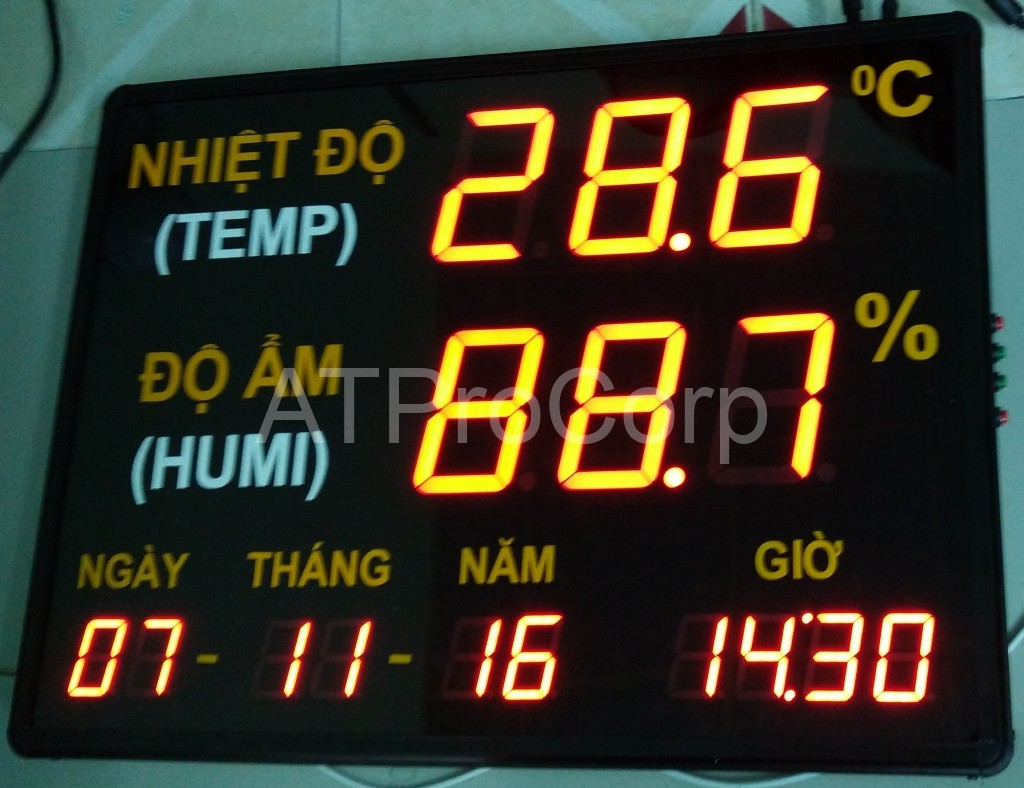 NHIỆT ĐỘ 28.6 ⁰C
(TEMP)
ĐỘ ẨM 88.7 %
(HUMI)
ATProCorp
NGÀY THÁNG NĂM GIỜ
07 - 11 - 16 14:30